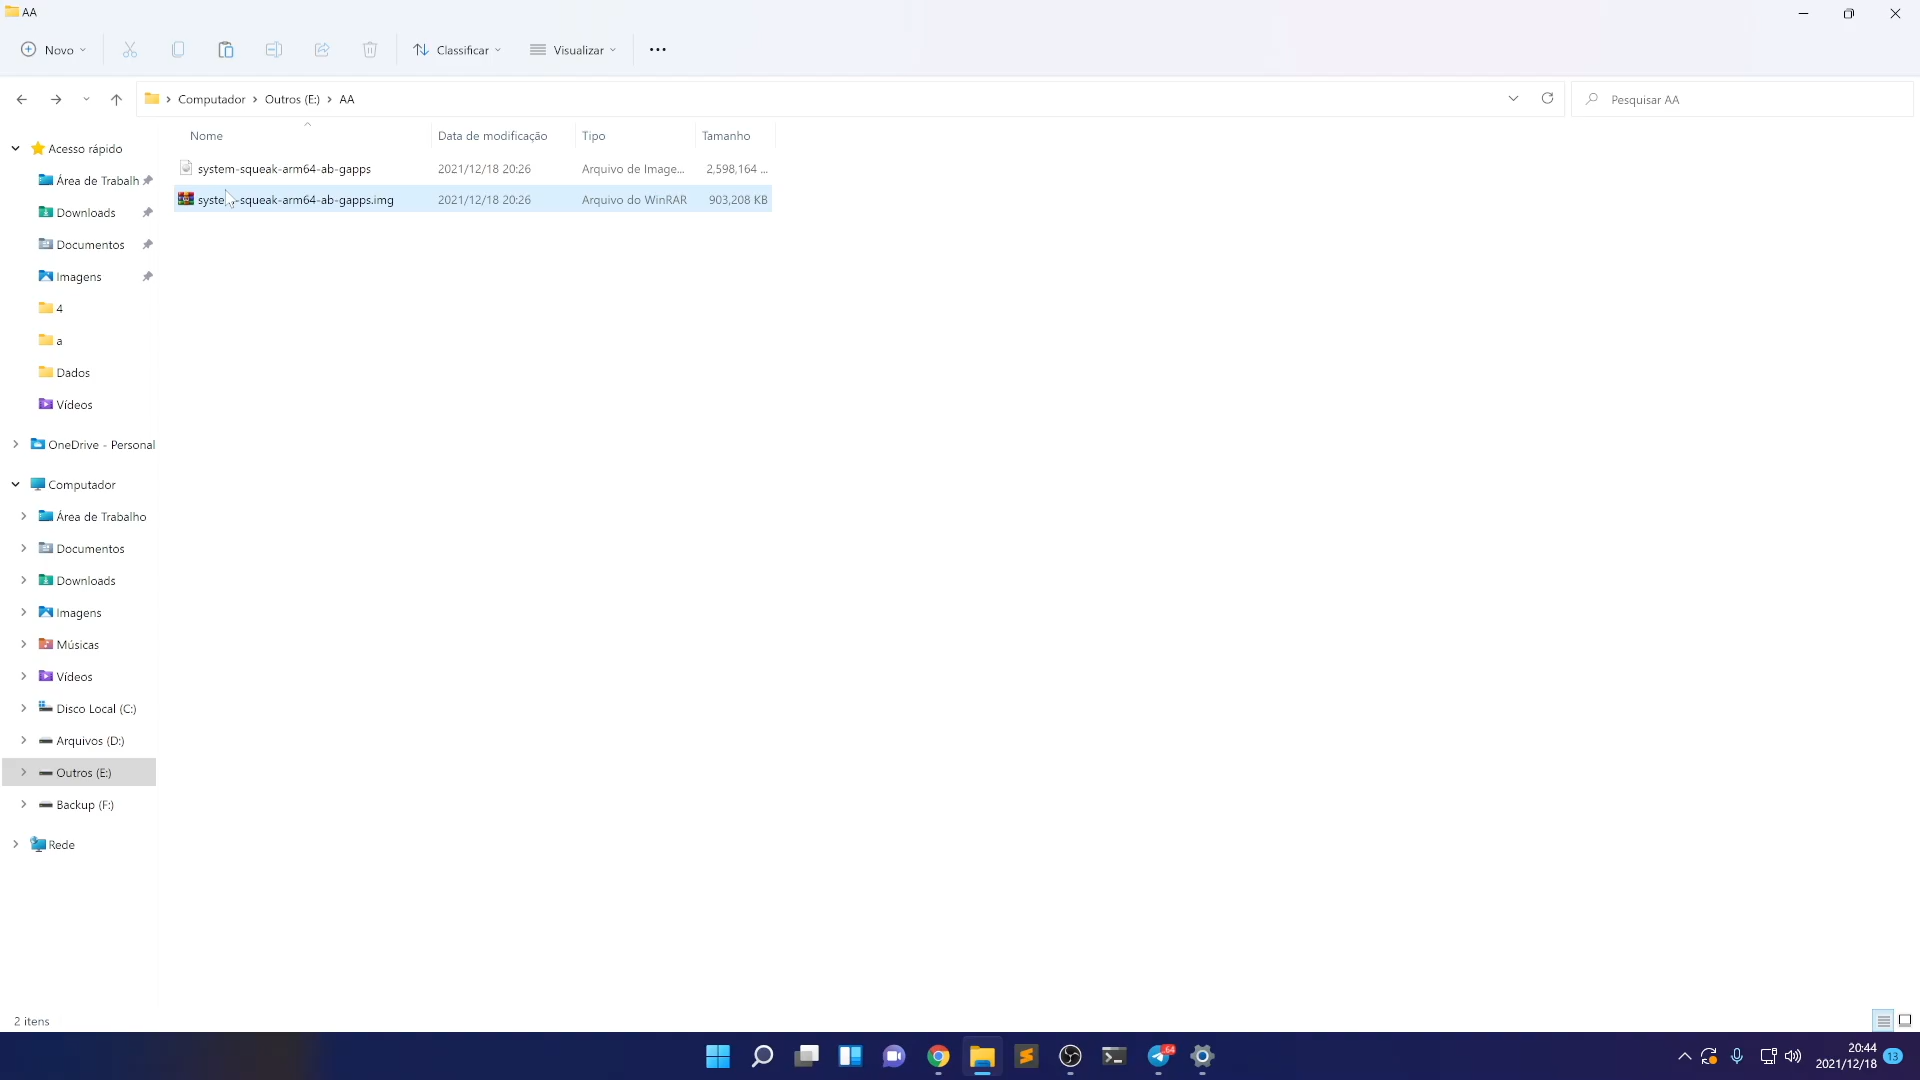 AA
Novo
Classificar
Visualizar
Computador > Outros (E:) > AA
Pesquisar AA
Nome Data de modificação Tipo Tamanho
system-squeak-arm64-ab-gapps 2021/12/18 20:26 Arquivo de Image... 2,598,164 ...
system-squeak-arm64-ab-gapps.img 2021/12/18 20:26 Arquivo do WinRAR 903,208 KB
Acesso rápido
Área de Trabalh
Downloads
Documentos
Imagens
4
a
Dados
Vídeos
OneDrive - Personal
Computador
Área de Trabalho
Documentos
Downloads
Imagens
Músicas
Vídeos
Disco Local (C:)
Arquivos (D:)
Outros (E:)
Backup (F:)
Rede
2 itens
64
20:44
2021/12/18
13